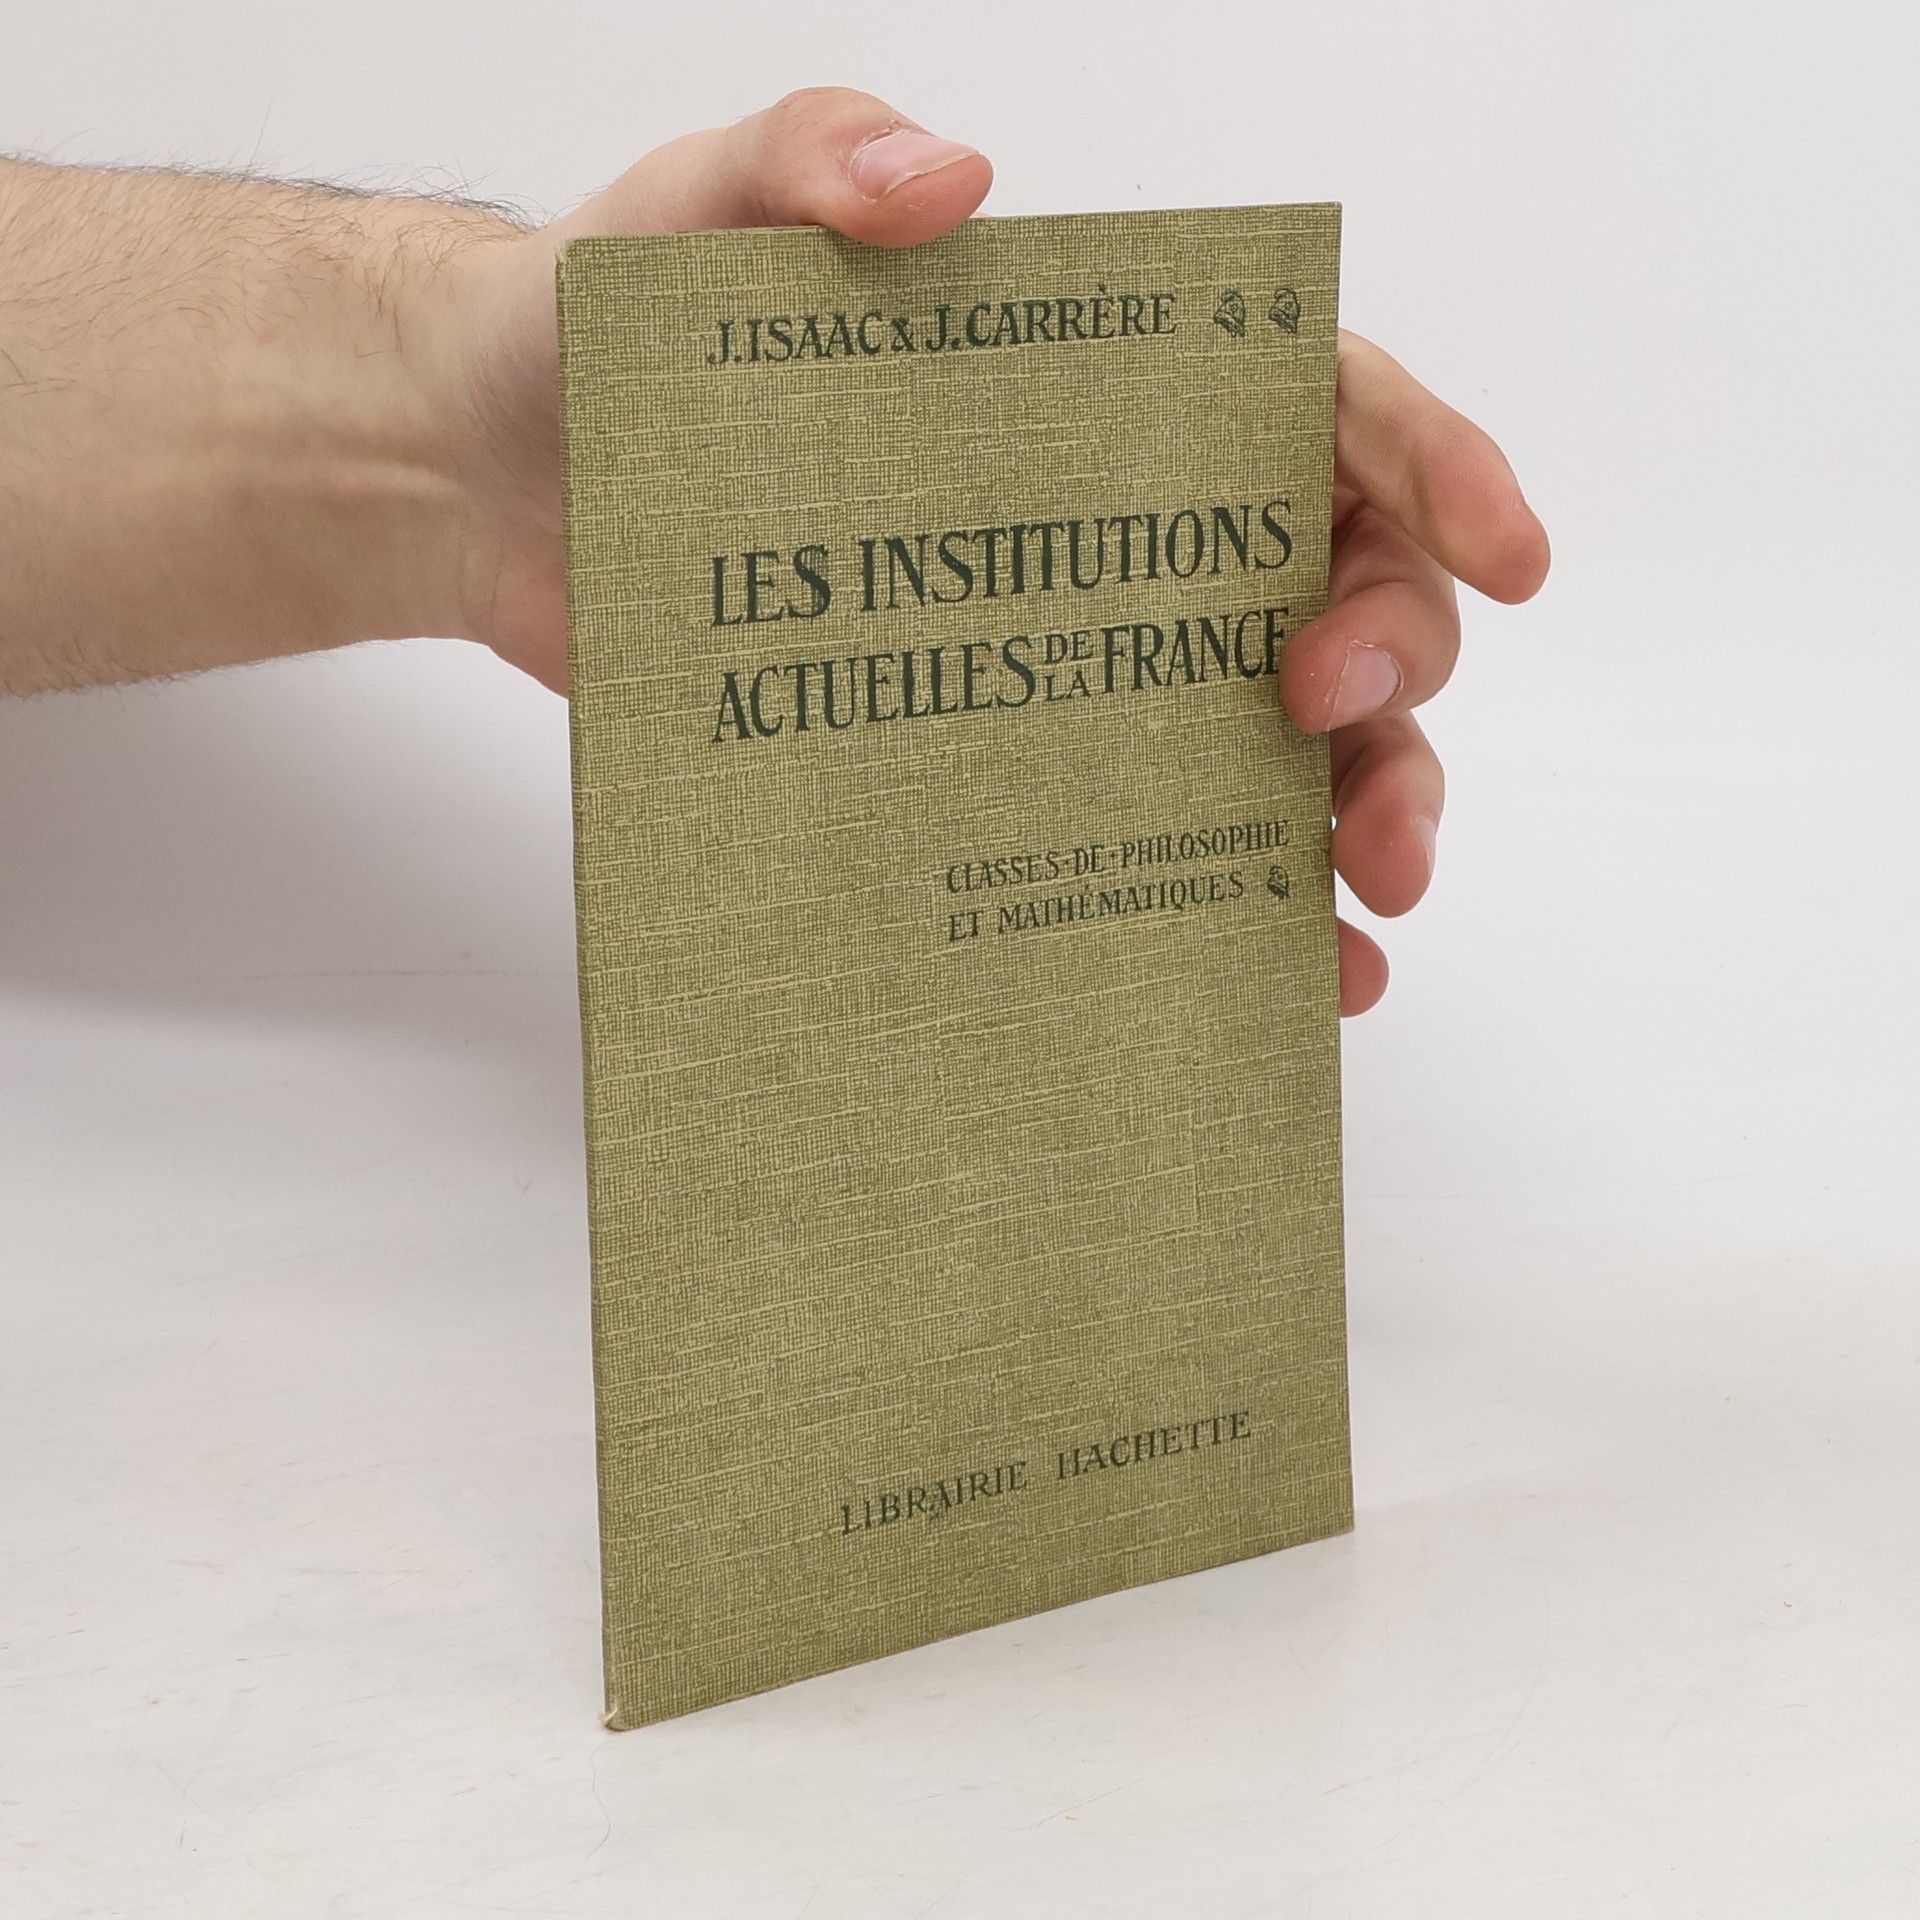 J. ISAAC & J. CARRÈRE
LES INSTITUTIONS
ACTUELLES DE LA FRANCE
CLASSES·DE·PHILOSOPHIE
ET MATHÉMATIQUES
LIBRAIRIE HACHETTE